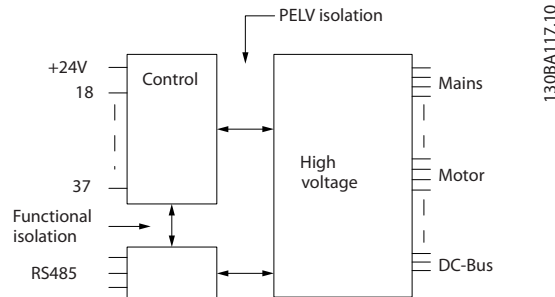 PELV isolation
130BA117.10
+24V
Control
Mains
18
High
voltage
37
Motor
Functional
isolation
RS485
DC-Bus